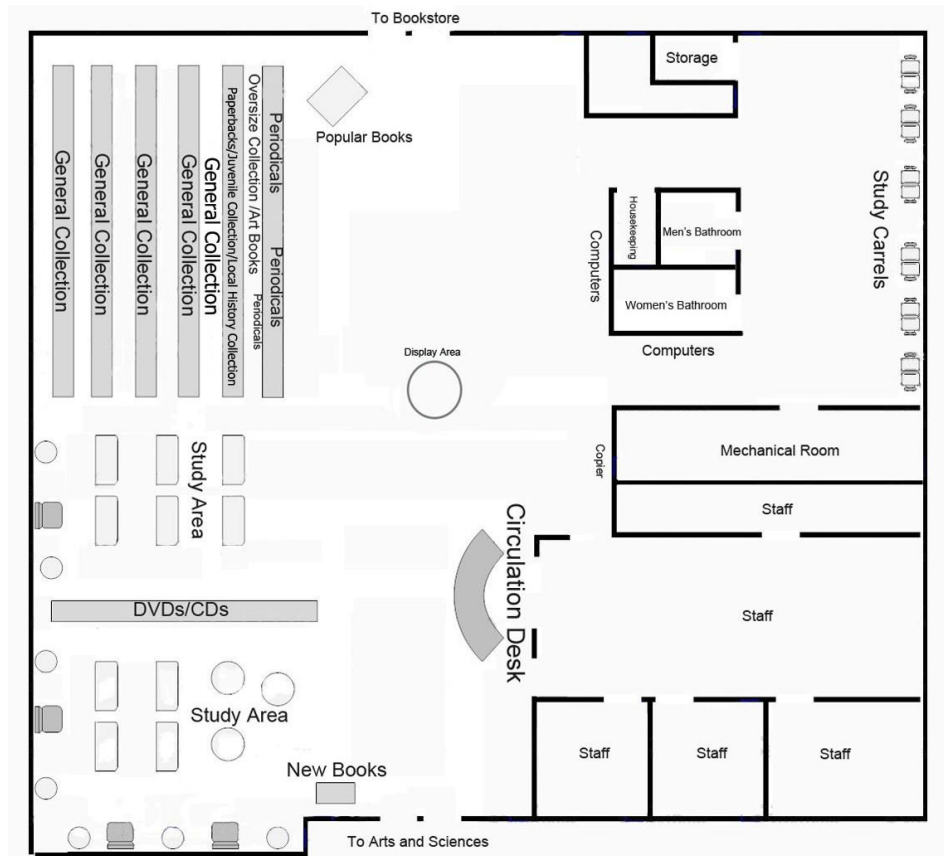 To Bookstore
Storage
Popular Books
General Collection
General Collection
General Collection
General Collection
General Collection
Paperbacks/Juvenile Collection/Local History Collection
Oversize Collection /Art Books
Periodicals
Periodicals
Periodicals
Housekeeping
Men's Bathroom
Women's Bathroom
Computers
Computers
Study Carrels
Display Area
Study Area
Copier
Mechanical Room
Staff
Circulation Desk
Staff
DVDs/CDs
Study Area
New Books
Staff
Staff
Staff
To Arts and Sciences